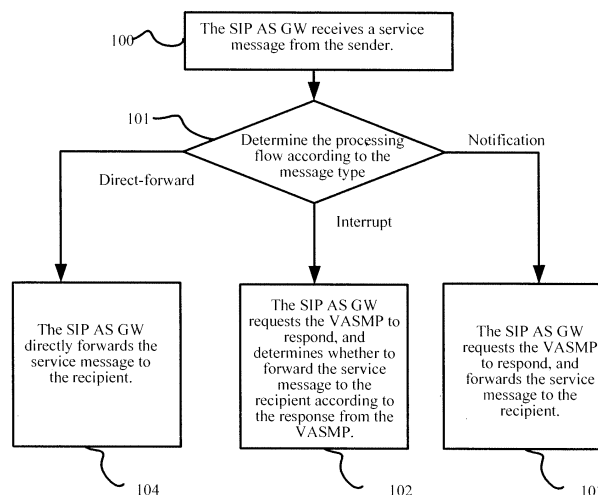 The SIP AS GW receives a service
message from the sender.
100
101
Determine the processing
flow according to the
message type
Notification
Direct-forward
Interrupt
The SIP AS GW
directly forwards the
service message to
the recipient.
The SIP AS GW
requests the VASMP to
respond, and
determines whether to
forward the service
message to the
recipient according to
the response from the
VASMP.
The SIP AS GW
requests the VASMP
to respond, and
forwards the service
message to the
recipient.
104
102